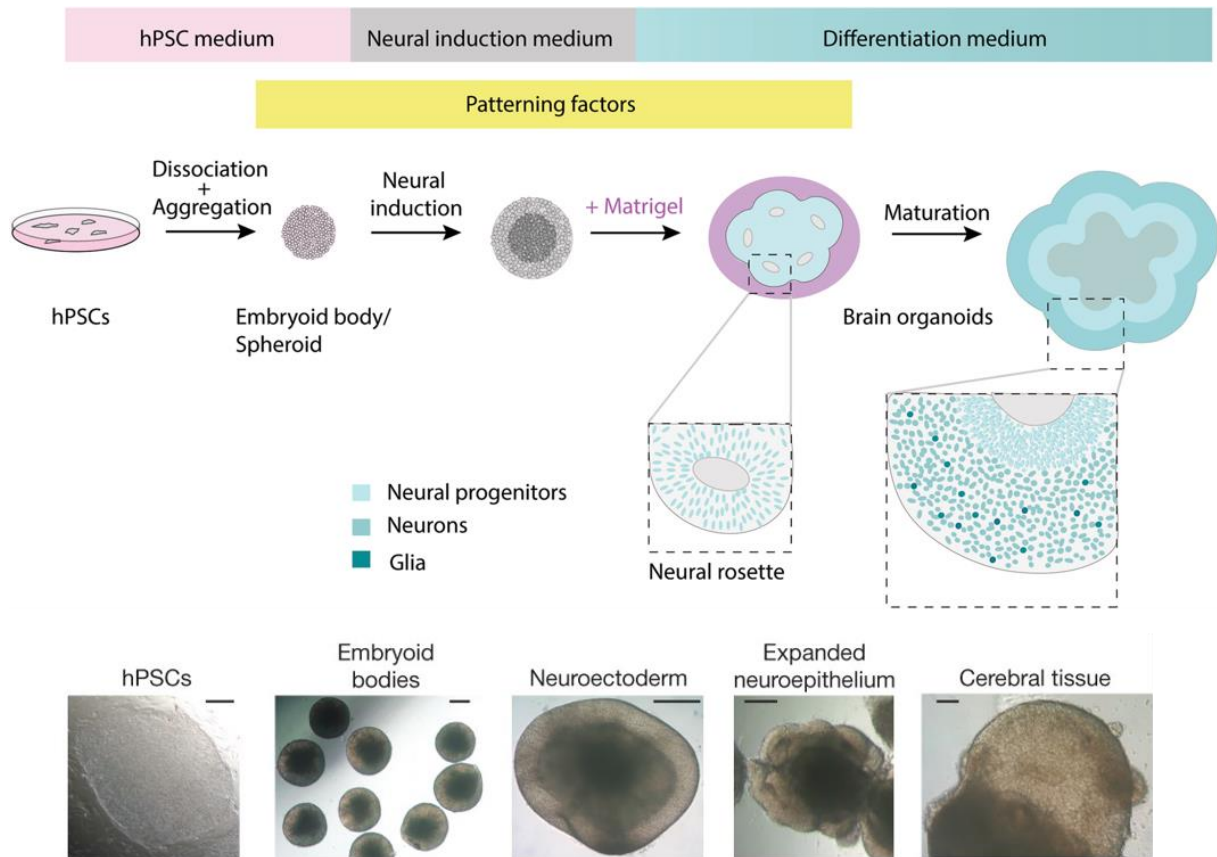 hPSC medium
Neural induction medium
Differentiation medium
Patterning factors
Dissociation
+
Aggregation
Neural
induction
+ Matrigel
Maturation
hPSCs
Embryoid body/
Spheroid
Brain organoids
Neural progenitors
Neurons
Glia
Neural rosette
hPSCs
Embryoid
bodies
Neuroectoderm
Expanded
neuroepithelium
Cerebral tissue